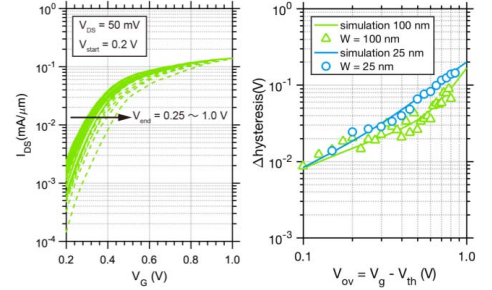 V_DS = 50 mV
V_start = 0.2 V
10^0
10^-1
10^-2
10^-3
10^-4
I_DS (mA/μm)
V_end = 0.25 ~ 1.0 V
0.2 0.4 0.6 0.8 1.0
V_G (V)
simulation 100 nm
W = 100 nm
simulation 25 nm
W = 25 nm
10^0
10^-1
10^-2
10^-3
Δhysteresis(V)
0.1 1.0
V_ov = V_g - V_th (V)